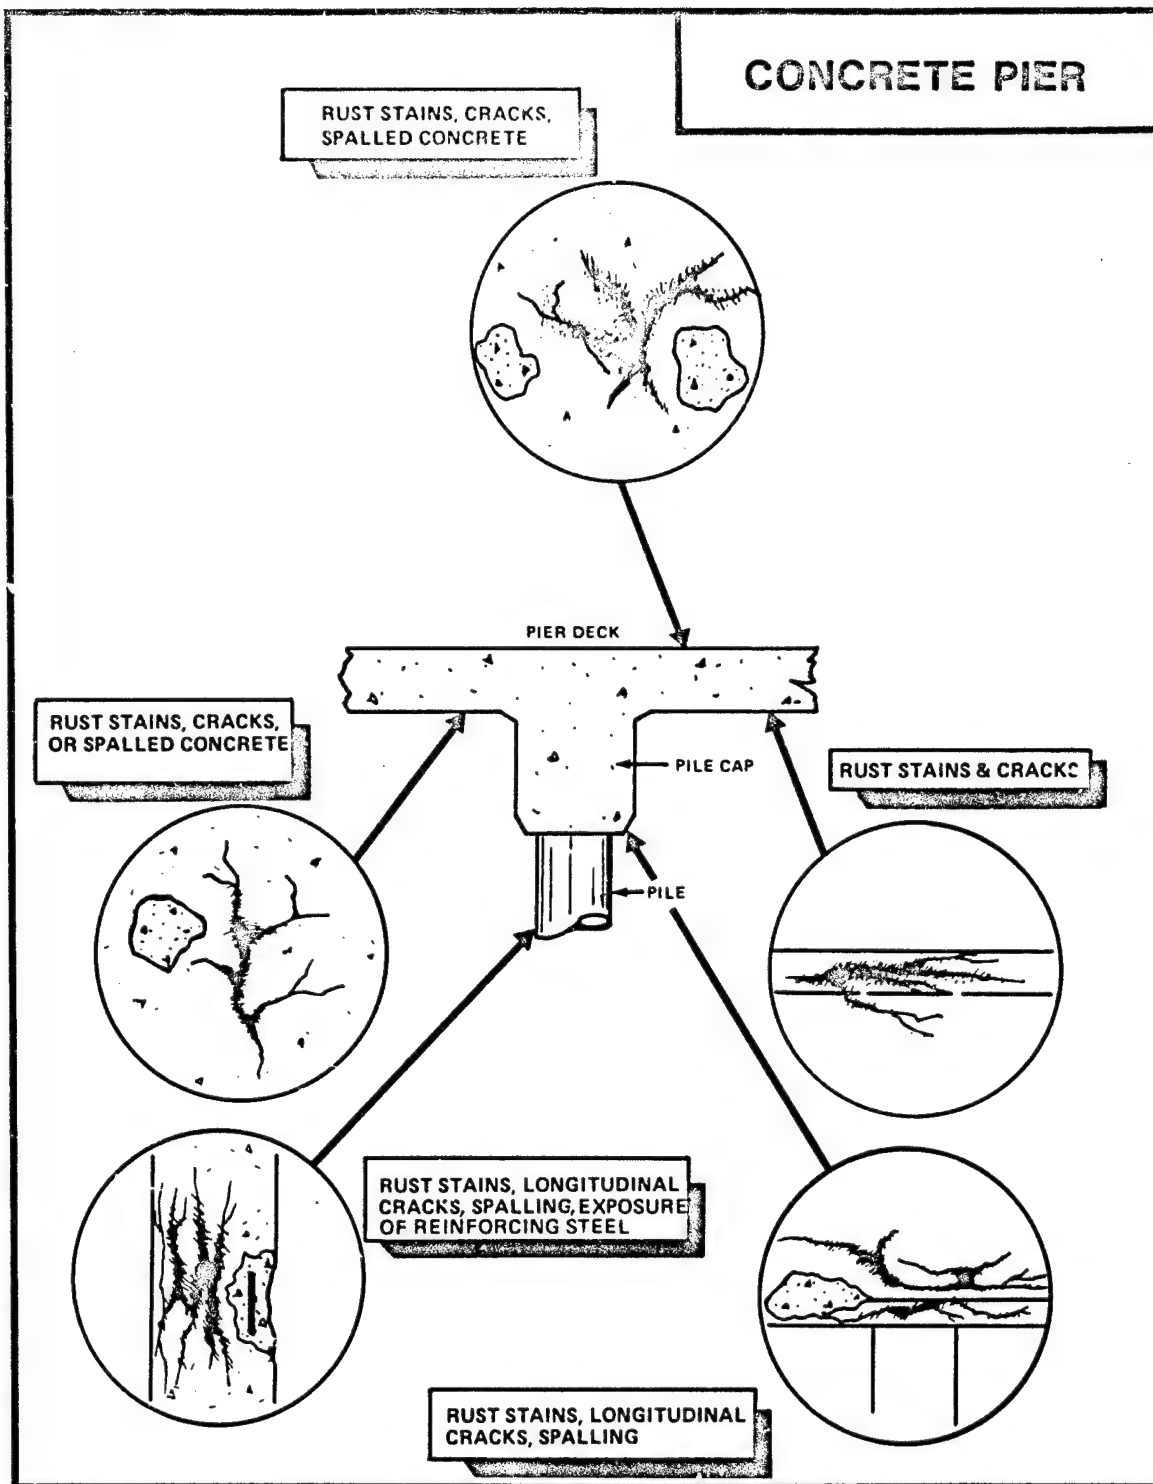 CONCRETE PIER
RUST STAINS, CRACKS,
SPALLED CONCRETE
PIER DECK
RUST STAINS, CRACKS,
OR SPALLED CONCRETE
PILE CAP
RUST STAINS & CRACKS
PILE
RUST STAINS, LONGITUDINAL
CRACKS, SPALLING, EXPOSURE
OF REINFORCING STEEL
RUST STAINS, LONGITUDINAL
CRACKS, SPALLING